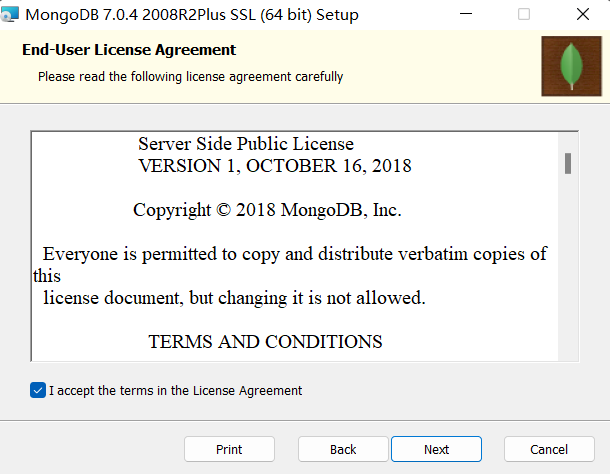 MongoDB 7.0.4 2008R2Plus SSL (64 bit) Setup
End-User License Agreement
Please read the following license agreement carefully
Server Side Public License
VERSION 1, OCTOBER 16, 2018
Copyright © 2018 MongoDB, Inc.
Everyone is permitted to copy and distribute verbatim copies of
this
license document, but changing it is not allowed.
TERMS AND CONDITIONS
I accept the terms in the License Agreement
Print Back Next Cancel